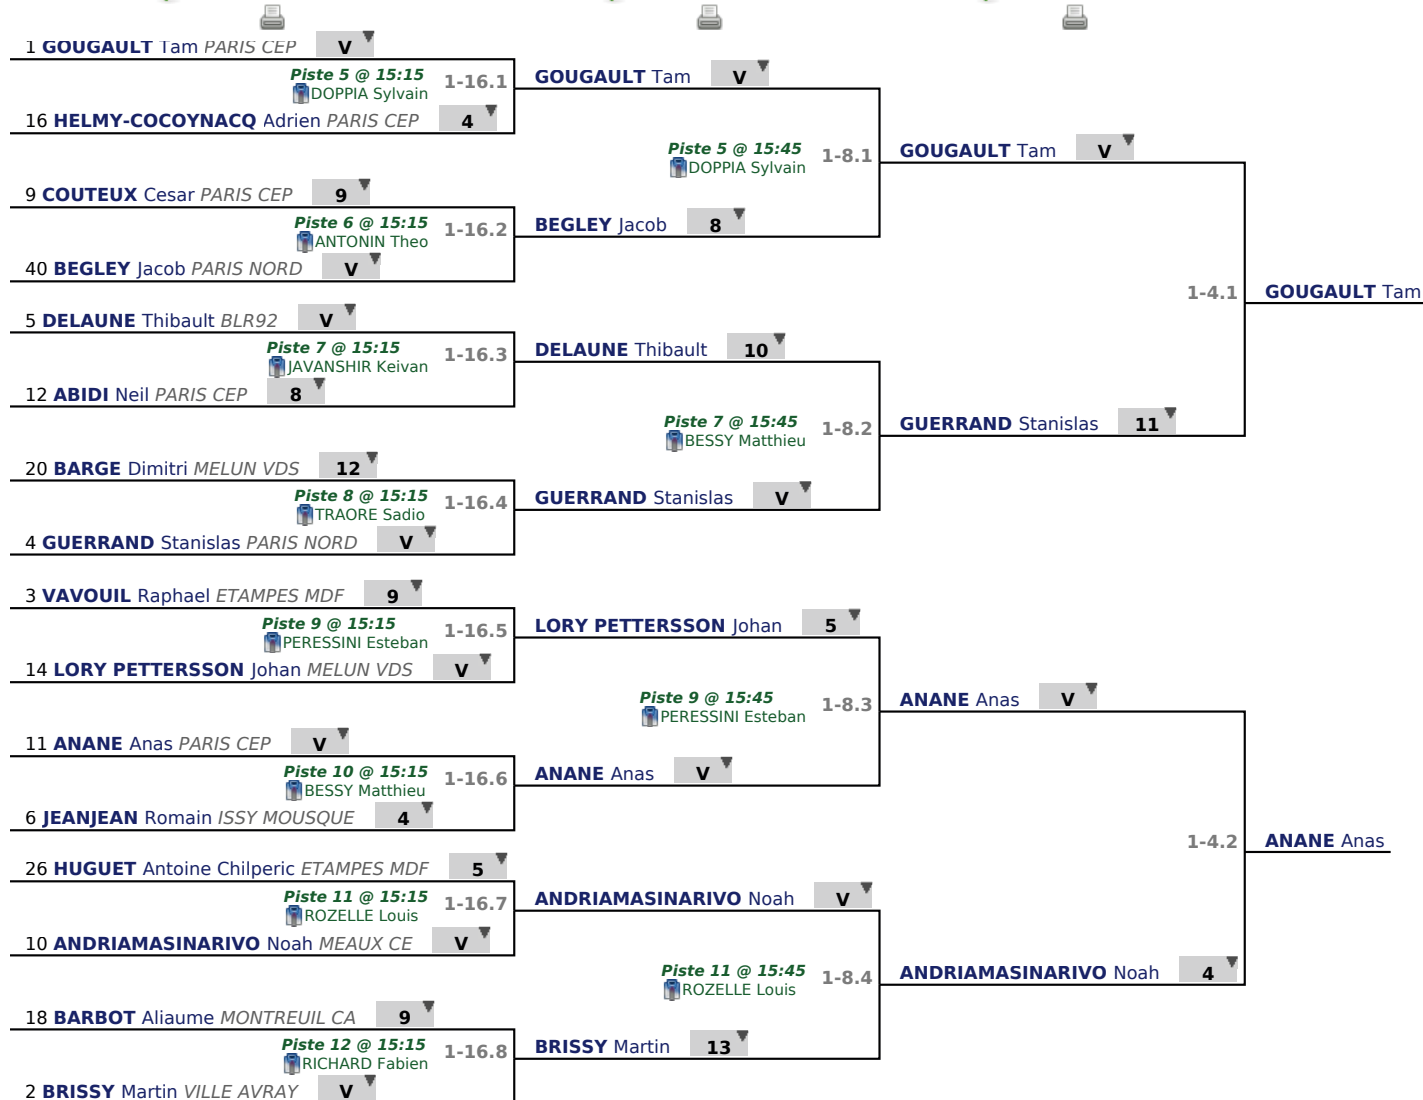 1 GOUGAULT Tam PARIS CEP V
Piste 5 @ 15:15
DOPPIA Sylvain
1-16.1
16 HELMY-COCOYNACQ Adrien PARIS CEP 4
9 COUTEUX Cesar PARIS CEP 9
Piste 6 @ 15:15
ANTONIN Theo
1-16.2
40 BEGLEY Jacob PARIS NORD V
5 DELAUNE Thibault BLR92 V
Piste 7 @ 15:15
JAVANSHIR Keivan
1-16.3
12 ABIDI Neil PARIS CEP 8
20 BARGE Dimitri MELUN VDS 12
Piste 8 @ 15:15
TRAORE Sadio
1-16.4
4 GUERRAND Stanislas PARIS NORD V
3 VAVOUIL Raphael ETAMPES MDF 9
Piste 9 @ 15:15
PERESSINI Esteban
1-16.5
14 LORY PETTERSSON Johan MELUN VDS V
11 ANANE Anas PARIS CEP V
Piste 10 @ 15:15
BESSY Matthieu
1-16.6
6 JEANJEAN Romain ISSY MOUSQUE 4
26 HUGUET Antoine Chilperic ETAMPES MDF 5
Piste 11 @ 15:15
ROZELLE Louis
1-16.7
10 ANDRIAMASINARIVO Noah MEAUX CE V
18 BARBOT Aliaume MONTREUIL CA 9
Piste 12 @ 15:15
RICHARD Fabien
1-16.8
2 BRISSY Martin VILLE AVRAY V
GOUGAULT Tam V
Piste 5 @ 15:45
DOPPIA Sylvain
1-8.1
BEGLEY Jacob 8
DELAUNE Thibault 10
Piste 7 @ 15:45
BESSY Matthieu
1-8.2
GUERRAND Stanislas V
LORY PETTERSSON Johan 5
Piste 9 @ 15:45
PERESSINI Esteban
1-8.3
ANANE Anas V
ANDRIAMASINARIVO Noah V
Piste 11 @ 15:45
ROZELLE Louis
1-8.4
BRISSY Martin 13
GOUGAULT Tam V
1-4.1
GUERRAND Stanislas 11
ANANE Anas V
1-4.2
ANDRIAMASINARIVO Noah 4
GOUGAULT Tam
ANANE Anas